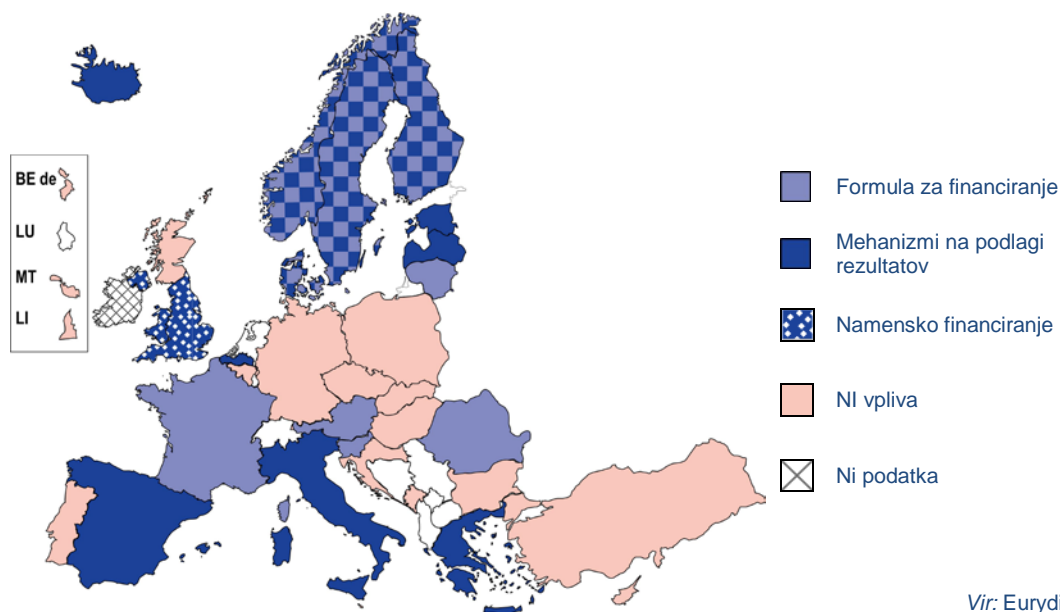 BE de
LU
MT
LI
Formula za financiranje
Mehanizmi na podlagi
rezultatov
Namensko financiranje
NI vpliva
Ni podatka
Vir: Euryd